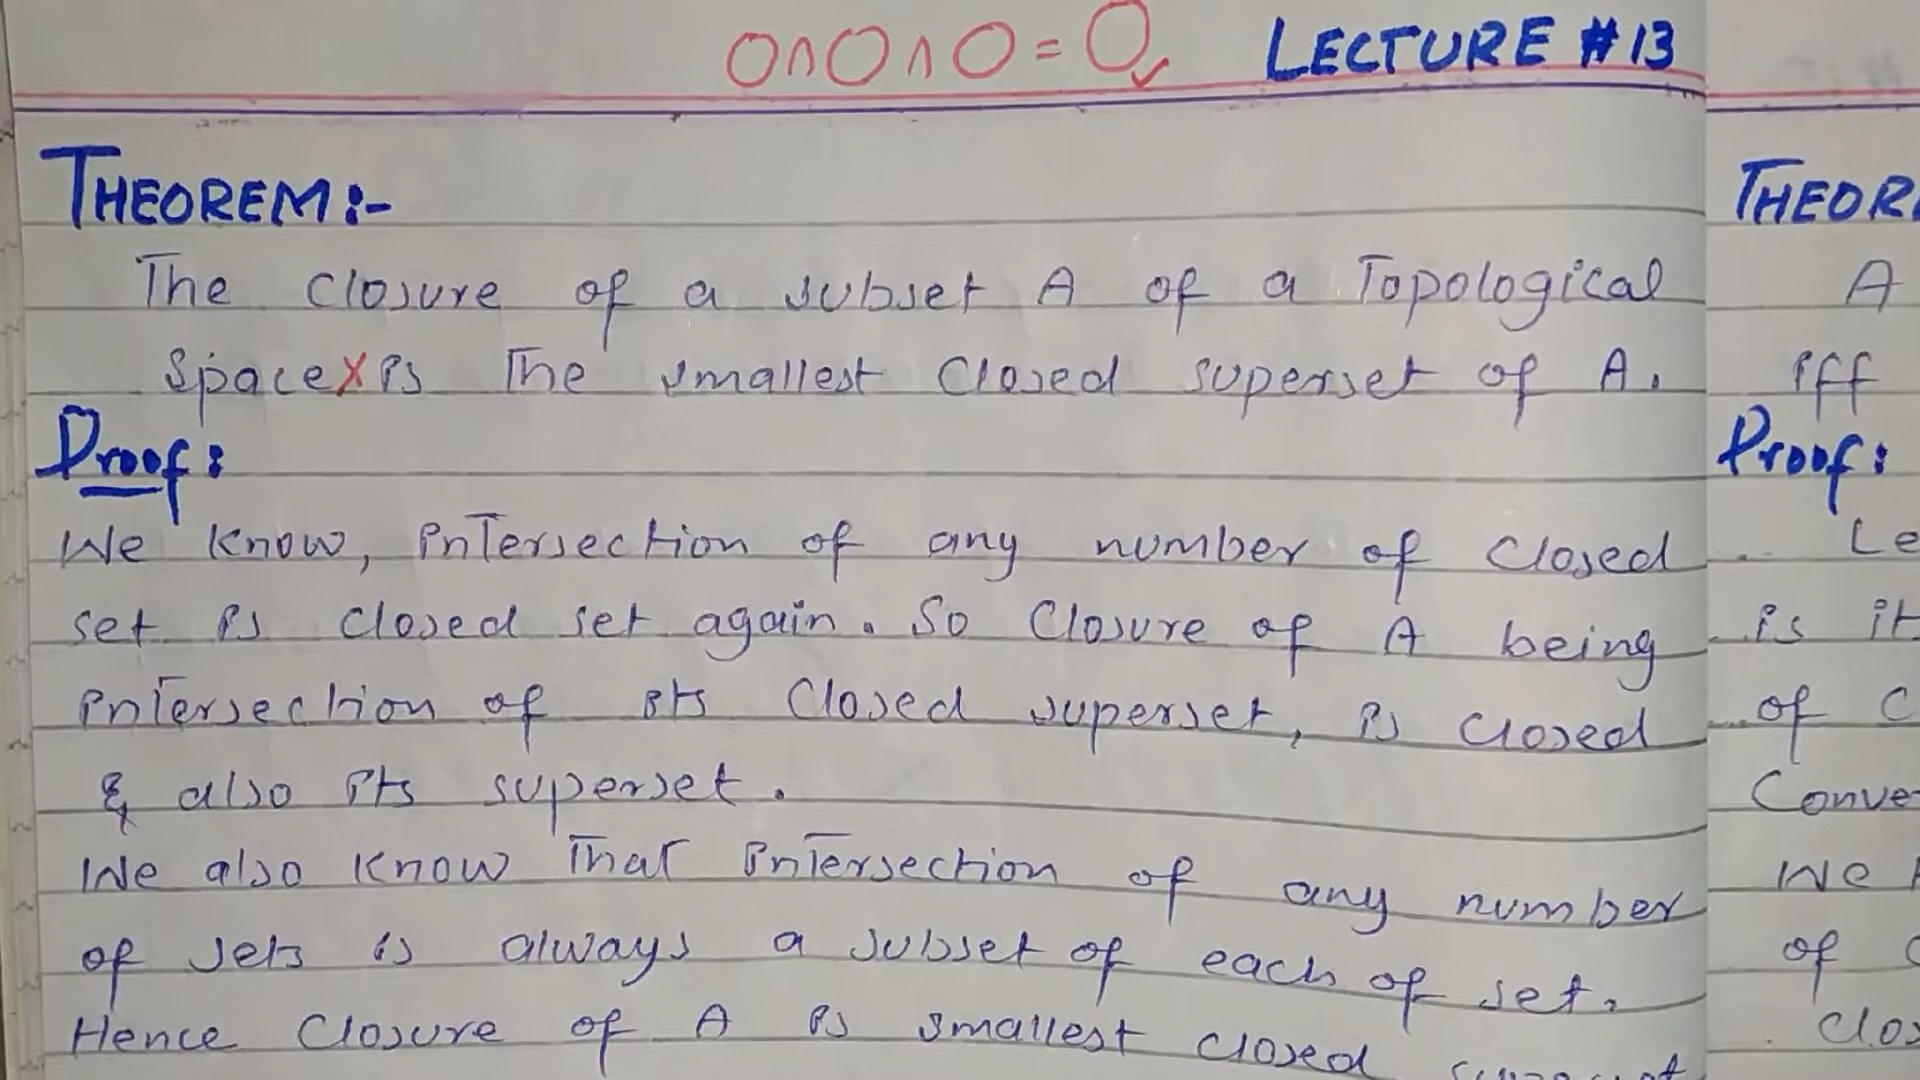 O∩O∩O=O✓ LECTURE #13
THEOREM:-
The closure of a subset A of a Topological
space X is The smallest closed superset of A.
Proof:
We know, intersection of any number of closed
set is closed set again. So closure of A being
intersection of its closed superset, is closed
& also its superset.
We also know That intersection of any number
of sets is always a subset of each of set.
Hence closure of A is smallest closed superset
THEOR
A
iff
Proof:
Le
is it
of C
Conve
We
of
clos